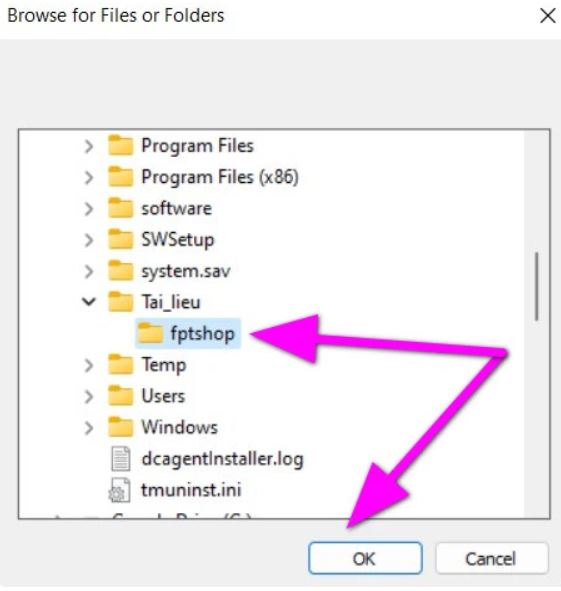 Browse for Files or Folders
Program Files
Program Files (x86)
software
SWSetup
system.sav
Tai_lieu
fptshop
Temp
Users
Windows
dcagentInstaller.log
tmuninst.ini
OK
Cancel